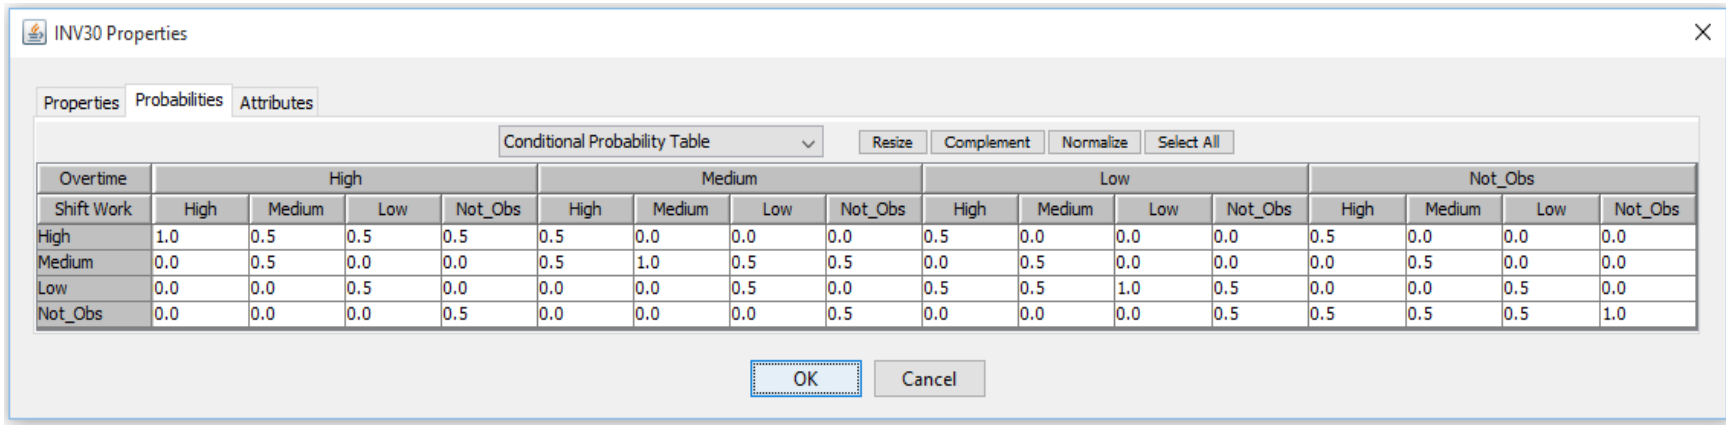 INV30 Properties
Properties Probabilities Attributes
Conditional Probability Table Resize Complement Normalize Select All
Overtime High Medium Low Not_Obs
Shift Work High Medium Low Not_Obs High Medium Low Not_Obs High Medium Low Not_Obs High Medium Low Not_Obs
High 1.0 0.5 0.5 0.5 0.5 0.0 0.0 0.0 0.5 0.0 0.0 0.0 0.5 0.0 0.0 0.0
Medium 0.0 0.5 0.0 0.0 0.5 1.0 0.5 0.5 0.0 0.5 0.0 0.0 0.0 0.5 0.0 0.0
Low 0.0 0.0 0.5 0.0 0.0 0.0 0.5 0.0 0.5 0.5 1.0 0.5 0.0 0.0 0.5 0.0
Not_Obs 0.0 0.0 0.0 0.5 0.0 0.0 0.0 0.5 0.0 0.0 0.0 0.5 0.5 0.5 0.5 1.0
OK Cancel